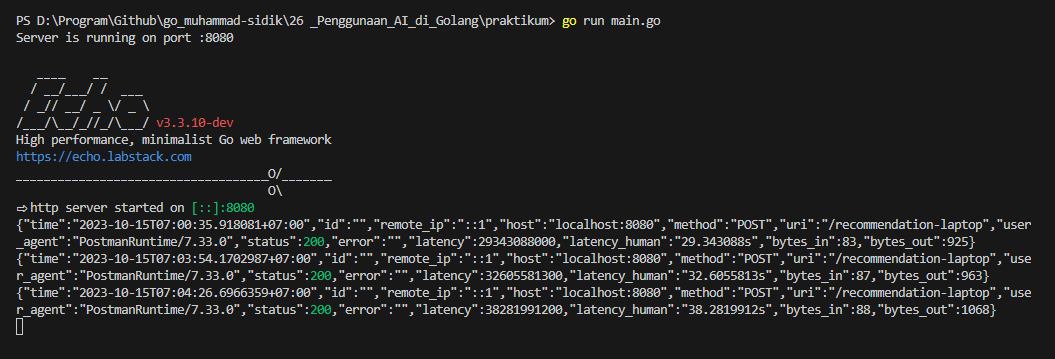 PS D:\Program\Github\go_muhammad-sidik\26 _Penggunaan_AI_di_Golang\praktikum> go run main.go
Server is running on port :8080
   ____    __
  / __/___/ /  ___
 / _// __/ _ \/ _ \
/___/\__/_//_/\___/ v3.3.10-dev
High performance, minimalist Go web framework
https://echo.labstack.com
____________________________________O/_______
                                    O\
⇨ http server started on [::]:8080
{"time":"2023-10-15T07:00:35.918081+07:00","id":"","remote_ip":"::1","host":"localhost:8080","method":"POST","uri":"/recommendation-laptop","user
_agent":"PostmanRuntime/7.33.0","status":200,"error":"","latency":29343088000,"latency_human":"29.343088s","bytes_in":83,"bytes_out":925}
{"time":"2023-10-15T07:03:54.1702987+07:00","id":"","remote_ip":"::1","host":"localhost:8080","method":"POST","uri":"/recommendation-laptop","use
r_agent":"PostmanRuntime/7.33.0","status":200,"error":"","latency":32605581300,"latency_human":"32.6055813s","bytes_in":87,"bytes_out":963}
{"time":"2023-10-15T07:04:26.6966359+07:00","id":"","remote_ip":"::1","host":"localhost:8080","method":"POST","uri":"/recommendation-laptop","use
r_agent":"PostmanRuntime/7.33.0","status":200,"error":"","latency":38281991200,"latency_human":"38.2819912s","bytes_in":88,"bytes_out":1068}